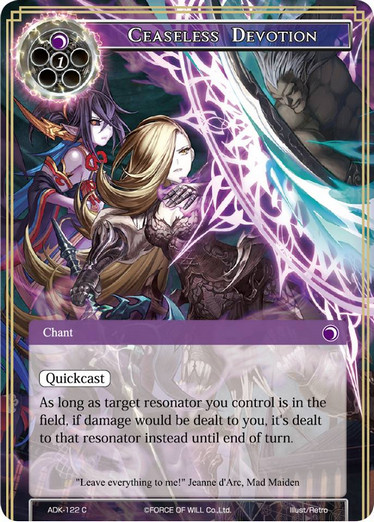 Ceaseless Devotion
1
Chant
Quickcast
As long as target resonator you control is in the
field, if damage would be dealt to you, it's dealt
to that resonator instead until end of turn.
"Leave everything to me!" Jeanne d'Arc, Mad Maiden
ADK-122 C ©FORCE OF WILL Co.,Ltd. Illust/Retro